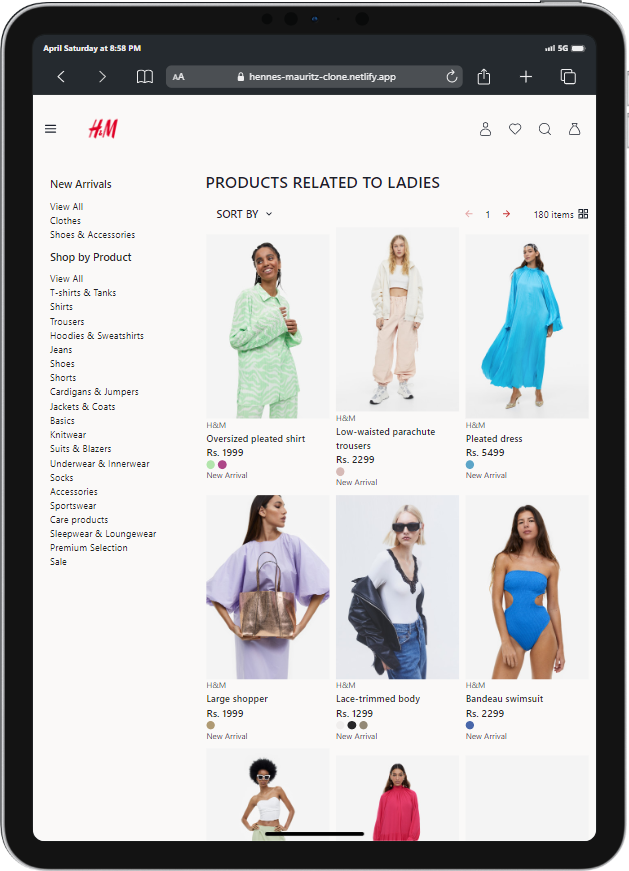 April Saturday at 8:58 PM
5G
AA
hennes-mauritz-clone.netlify.app
H&M
New Arrivals
View All
Clothes
Shoes & Accessories
Shop by Product
View All
T-shirts & Tanks
Shirts
Trousers
Hoodies & Sweatshirts
Jeans
Shoes
Shorts
Cardigans & Jumpers
Jackets & Coats
Basics
Knitwear
Suits & Blazers
Underwear & Innerwear
Socks
Accessories
Sportswear
Care products
Sleepwear & Loungewear
Premium Selection
Sale
PRODUCTS RELATED TO LADIES
SORT BY
1
180 items
H&M
Oversized pleated shirt
Rs. 1999
New Arrival
H&M
Low-waisted parachute
trousers
Rs. 2299
New Arrival
H&M
Pleated dress
Rs. 5499
New Arrival
H&M
Large shopper
Rs. 1999
New Arrival
H&M
Lace-trimmed body
Rs. 1299
New Arrival
H&M
Bandeau swimsuit
Rs. 2299
New Arrival